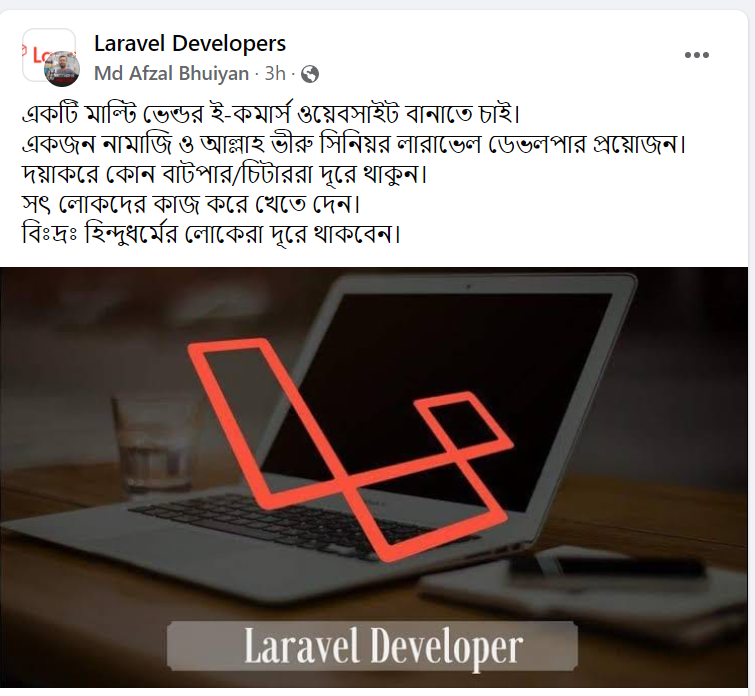 Laravel Developers
Md Afzal Bhuiyan · 3h ·
একটি মাল্টি ভেন্ডর ই-কমার্স ওয়েবসাইট বানাতে চাই।
একজন নামাজি ও আল্লাহ ভীরু সিনিয়র লারাভেল ডেভলপার প্রয়োজন।
দয়াকরে কোন বাটপার/চিটাররা দূরে থাকুন।
সৎ লোকদের কাজ করে খেতে দেন।
বিঃদ্রঃ হিন্দুধর্মের লোকেরা দূরে থাকবেন।
Laravel Developer